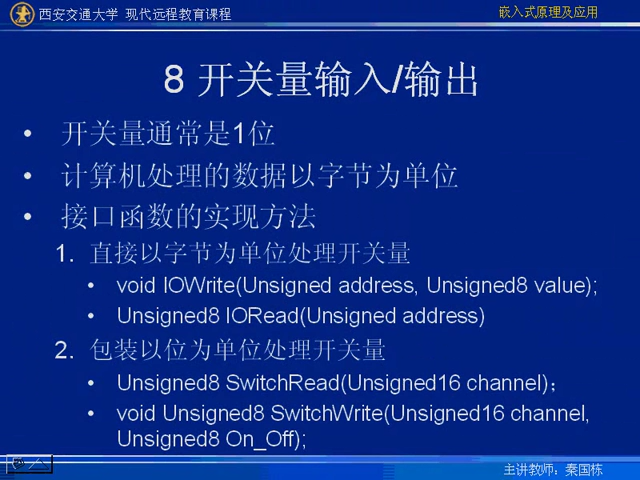 西安交通大学 现代远程教育课程
嵌入式原理及应用
8 开关量输入/输出
• 开关量通常是1位
• 计算机处理的数据以字节为单位
• 接口函数的实现方法
1. 直接以字节为单位处理开关量
• void IOWrite(Unsigned address, Unsigned8 value);
• Unsigned8 IORead(Unsigned address)
2. 包装以位为单位处理开关量
• Unsigned8 SwitchRead(Unsigned16 channel)；
• void Unsigned8 SwitchWrite(Unsigned16 channel,
Unsigned8 On_Off);
主讲教师：秦国栋